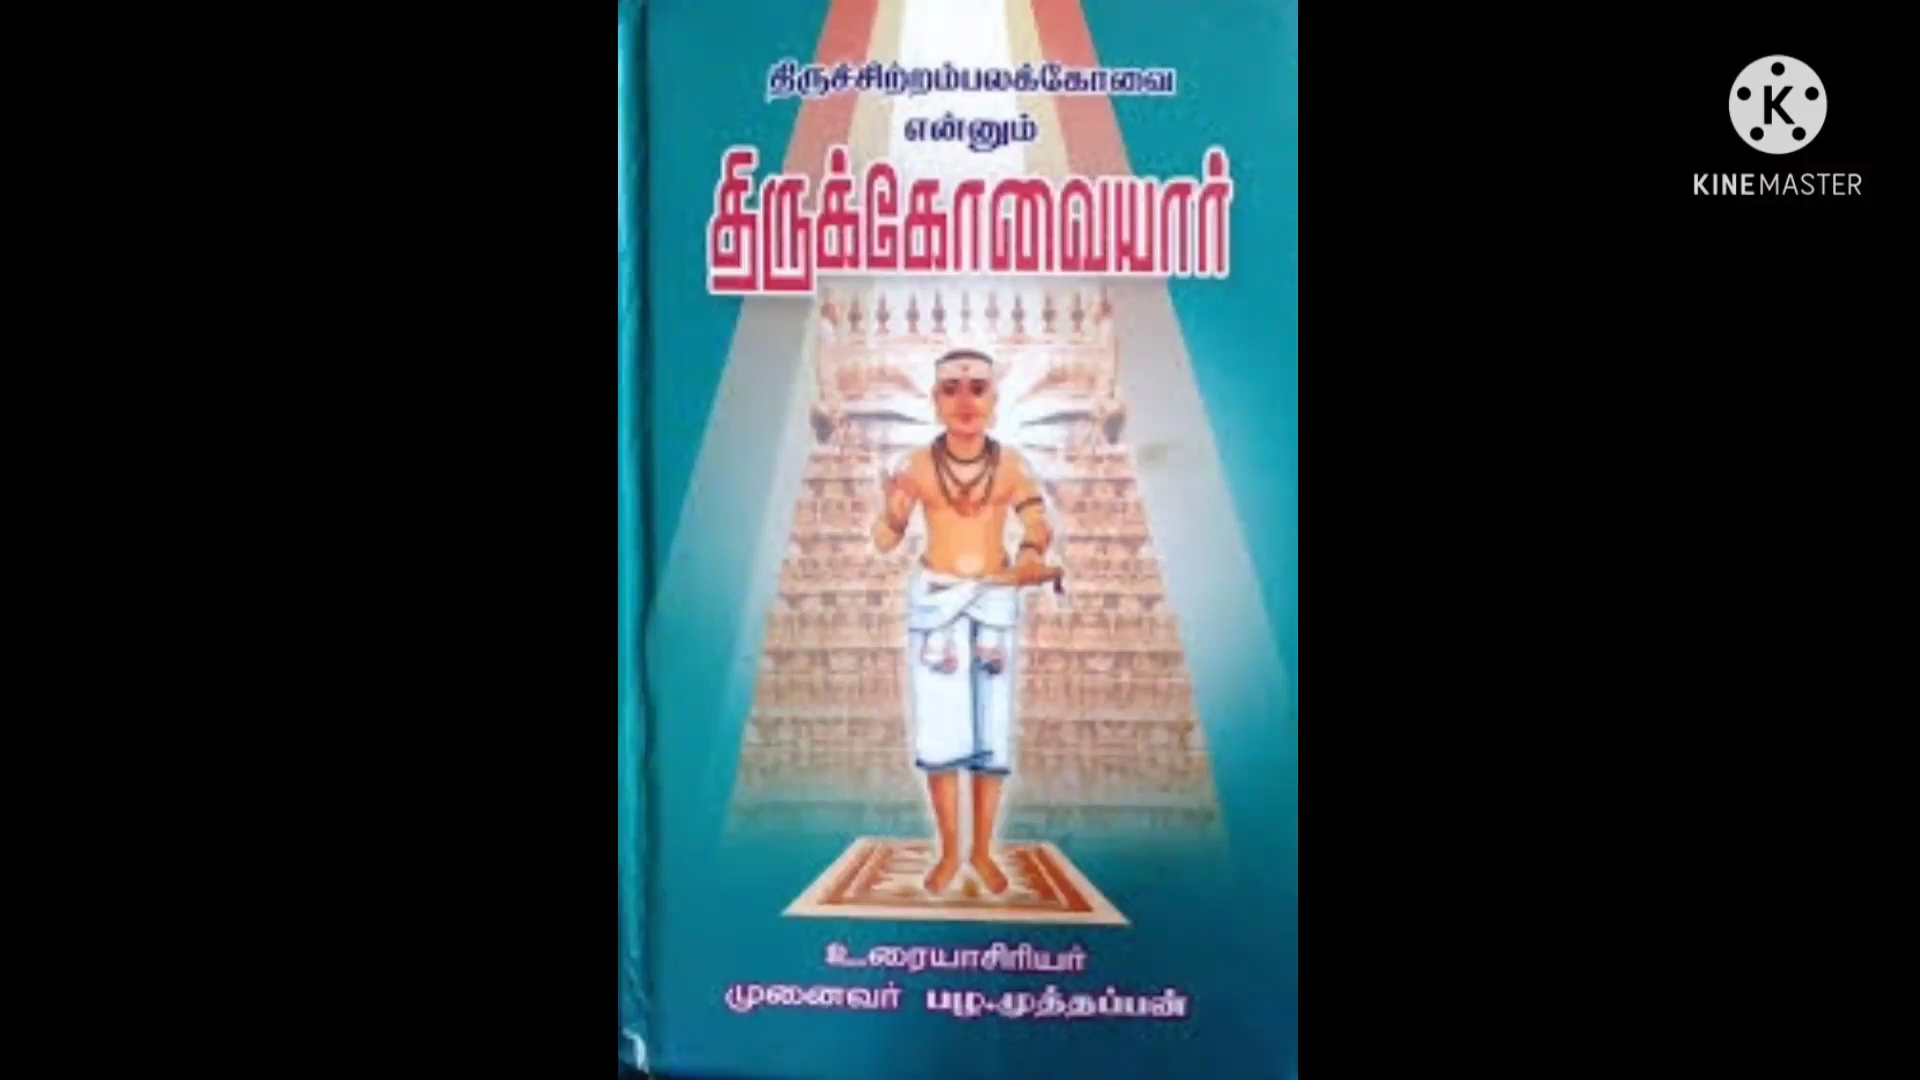 திருச்சிற்றம்பலக்கோவை
என்னும்
திருக்கோவையார்
உரையாசிரியர்
முனைவர் பழ.முத்தப்பன்
K
KINEMASTER